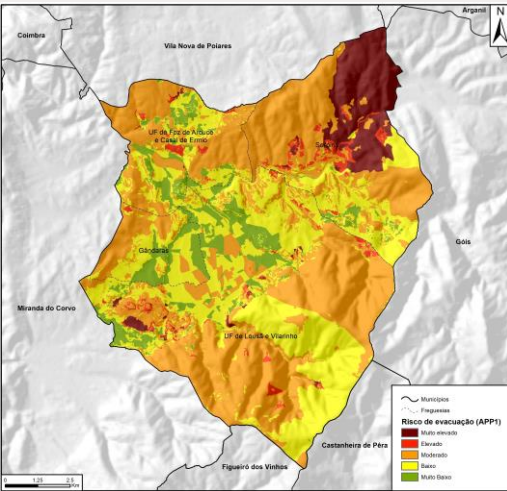 Arganil
N
Coimbra
Vila Nova de Poiares
UF de Foz de Arouce
e Casal de Ermio
Serpins
Gândaras
Góis
Miranda do Corvo
UF de Lousã e Vilarinho
Municípios
Freguesias
Risco de evacuação (APP1)
Muito elevado
Elevado
Moderado
Baixo
Muito Baixo
Castanheira de Pêra
Figueiró dos Vinhos
0 1.25 2.5